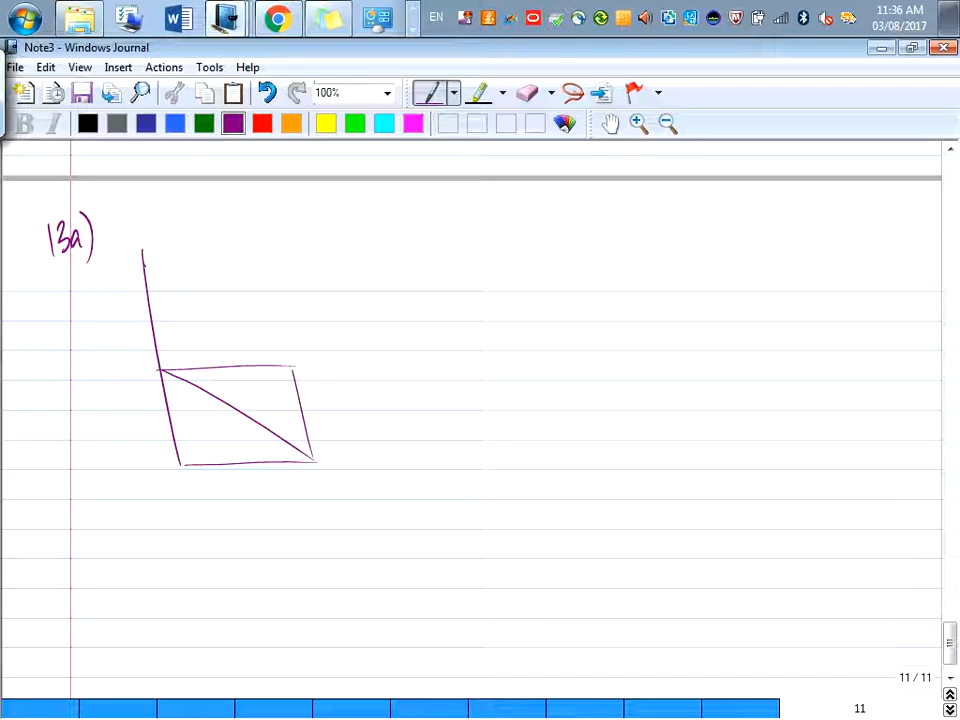 EN
11:36 AM
03/08/2017
Note3 - Windows Journal
File Edit View Insert Actions Tools Help
100%
B I
13a)
11 / 11
11